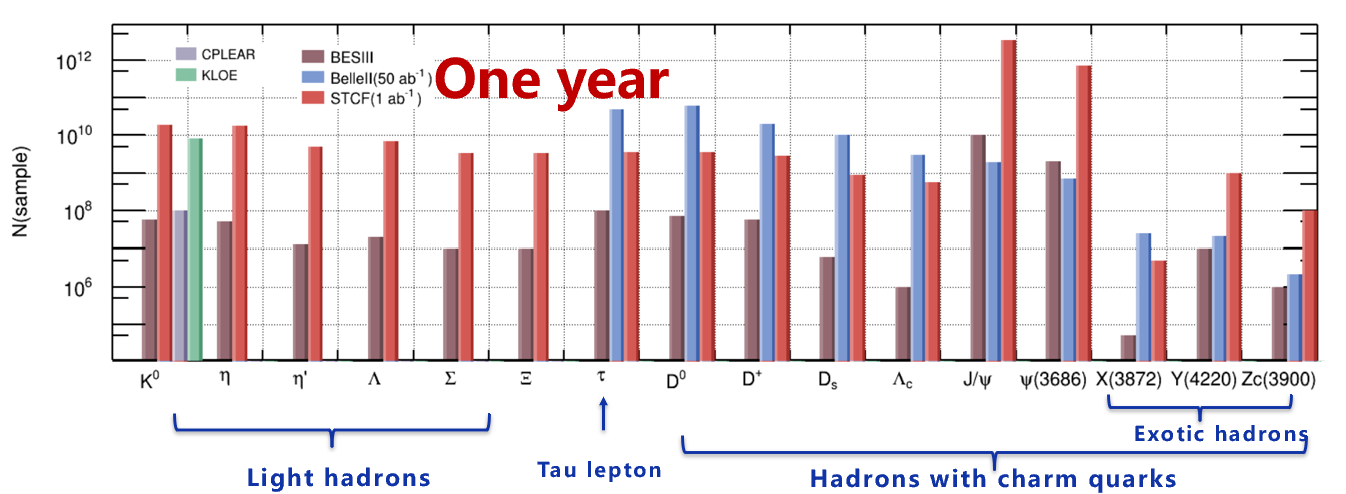 CPLEAR
KLOE
BESIII
BelleII(50 ab⁻¹)
STCF(1 ab⁻¹)
One year
N(sample)
10¹²
10¹⁰
10⁸
10⁶
K⁰ η η' Λ Σ Ξ τ D⁰ D⁺ Dₛ Λc J/ψ ψ(3686) X(3872) Y(4220) Zc(3900)
Exotic hadrons
Light hadrons
Tau lepton
Hadrons with charm quarks